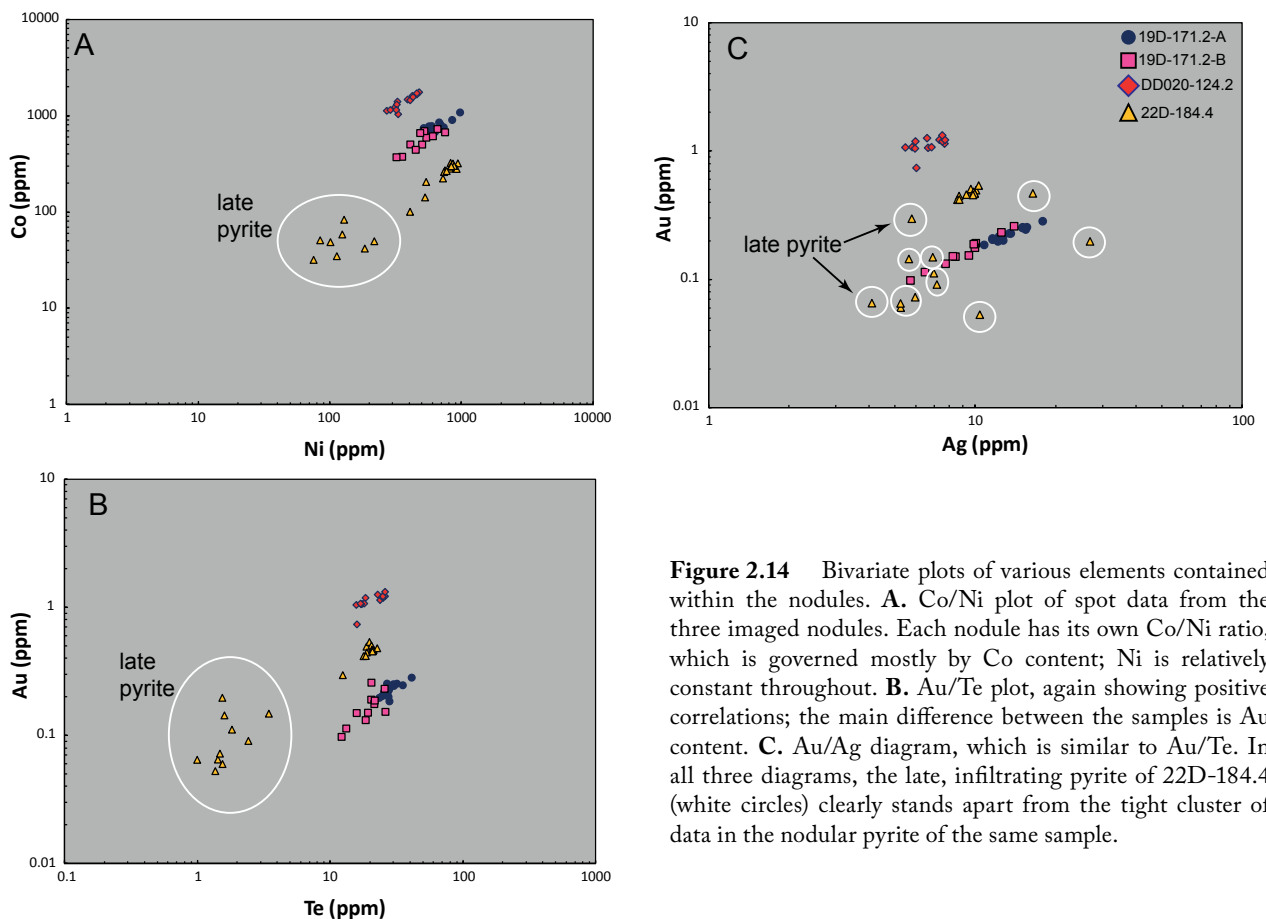 A
10000
1000
100
10
1
Co (ppm)
late
pyrite
1
10
100
1000
10000
Ni (ppm)
C
19D-171.2-A
19D-171.2-B
DD020-124.2
22D-184.4
10
1
0.1
0.01
Au (ppm)
late pyrite
1
10
100
Ag (ppm)
B
10
1
0.1
0.01
Au (ppm)
late
pyrite
0.1
1
10
100
1000
Te (ppm)
Figure 2.14 Bivariate plots of various elements contained
within the nodules. A. Co/Ni plot of spot data from the
three imaged nodules. Each nodule has its own Co/Ni ratio,
which is governed mostly by Co content; Ni is relatively
constant throughout. B. Au/Te plot, again showing positive
correlations; the main difference between the samples is Au
content. C. Au/Ag diagram, which is similar to Au/Te. In
all three diagrams, the late, infiltrating pyrite of 22D-184.4
(white circles) clearly stands apart from the tight cluster of
data in the nodular pyrite of the same sample.